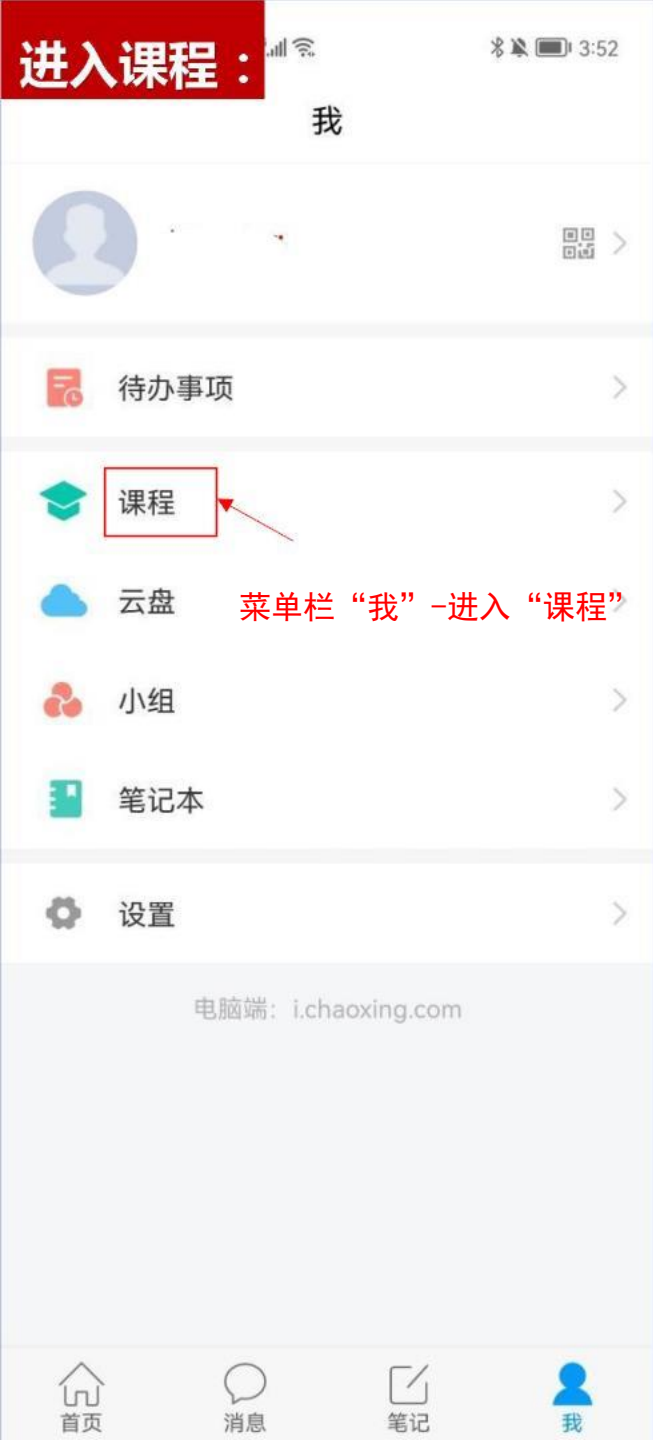 进入课程：
3:52
我
待办事项
课程
云盘
菜单栏“我”-进入“课程”
小组
笔记本
设置
电脑端：i.chaoxing.com
首页 消息 笔记 我